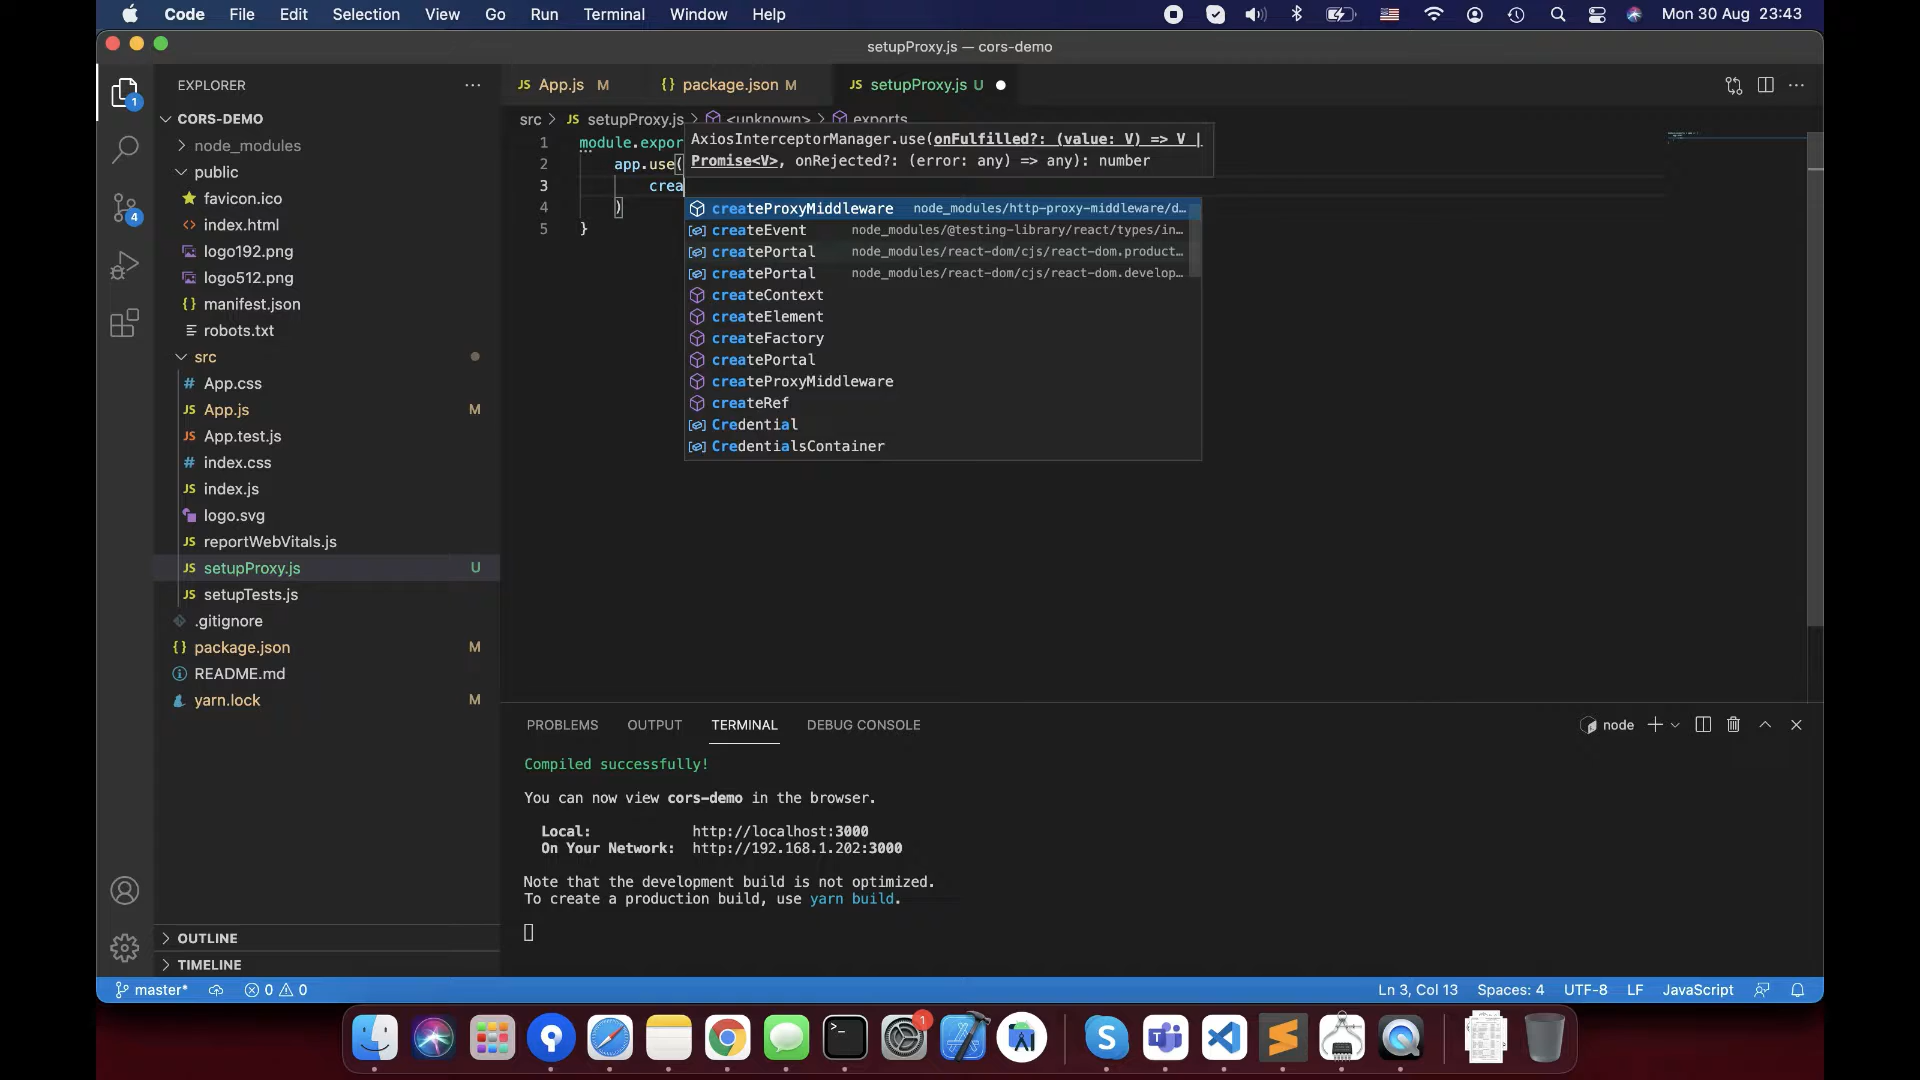 Code File Edit Selection View Go Run Terminal Window Help Mon 30 Aug 23:43
setupProxy.js — cors-demo
EXPLORER
JS App.js M {} package.json M JS setupProxy.js U
1
src > JS setupProxy.js > <unknown> > exports
CORS-DEMO
node_modules
public
favicon.ico
index.html
logo192.png
logo512.png
manifest.json
robots.txt
src
App.css
JS App.js M
JS App.test.js
index.css
JS index.js
logo.svg
JS reportWebVitals.js
JS setupProxy.js U
JS setupTests.js
.gitignore
{} package.json M
README.md
yarn.lock M
4
OUTLINE
TIMELINE
1 module.expor
2 app.use(
3 crea
4 )
5 }
AxiosInterceptorManager.use(onFulfilled?: (value: V) => V |
Promise<V>, onRejected?: (error: any) => any): number
createProxyMiddleware node_modules/http-proxy-middleware/d…
createEvent node_modules/@testing-library/react/types/in…
createPortal node_modules/react-dom/cjs/react-dom.product…
createPortal node_modules/react-dom/cjs/react-dom.develop…
createContext
createElement
createFactory
createPortal
createProxyMiddleware
createRef
Credential
CredentialsContainer
PROBLEMS OUTPUT TERMINAL DEBUG CONSOLE node
Compiled successfully!
You can now view cors-demo in the browser.
Local: http://localhost:3000
On Your Network: http://192.168.1.202:3000
Note that the development build is not optimized.
To create a production build, use yarn build.
master* 0 0 Ln 3, Col 13 Spaces: 4 UTF-8 LF JavaScript
1